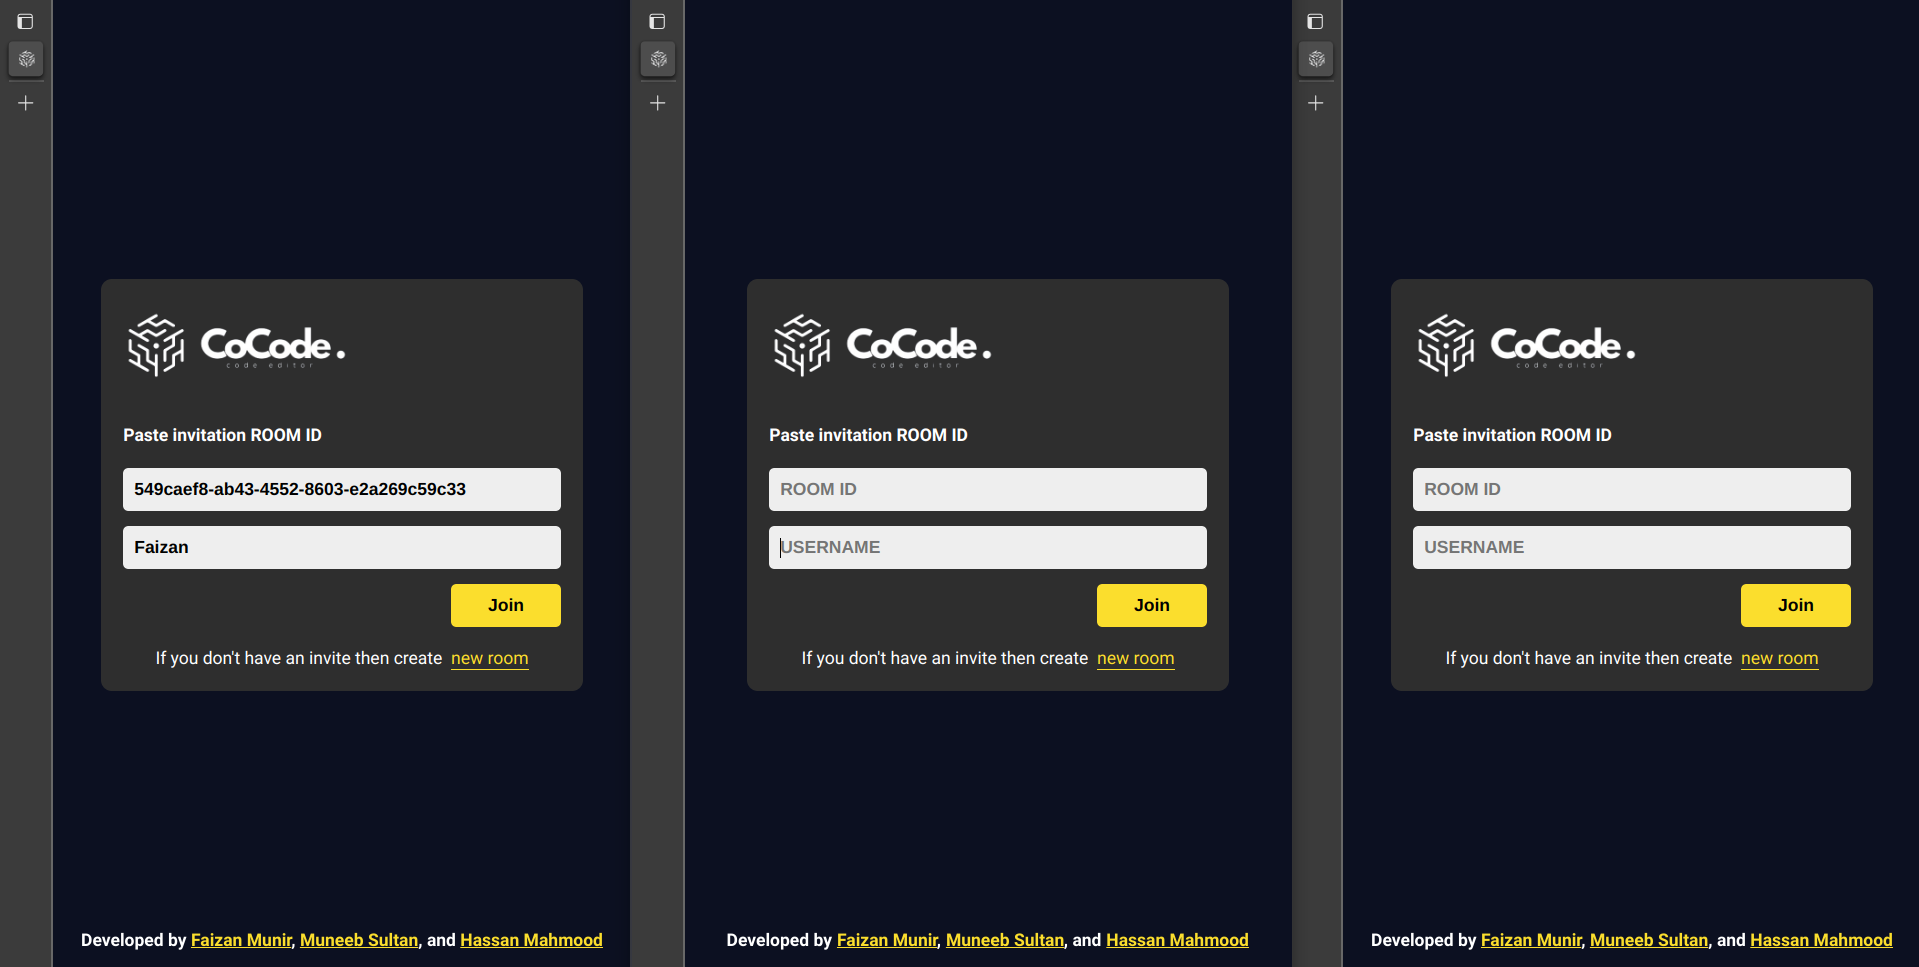 CoCode.
code editor
Paste invitation ROOM ID
549caef8-ab43-4552-8603-e2a269c59c33
Faizan
Join
If you don't have an invite then create new room
Developed by Faizan Munir, Muneeb Sultan, and Hassan Mahmood
CoCode.
code editor
Paste invitation ROOM ID
ROOM ID
USERNAME
Join
If you don't have an invite then create new room
Developed by Faizan Munir, Muneeb Sultan, and Hassan Mahmood
CoCode.
code editor
Paste invitation ROOM ID
ROOM ID
USERNAME
Join
If you don't have an invite then create new room
Developed by Faizan Munir, Muneeb Sultan, and Hassan Mahmood